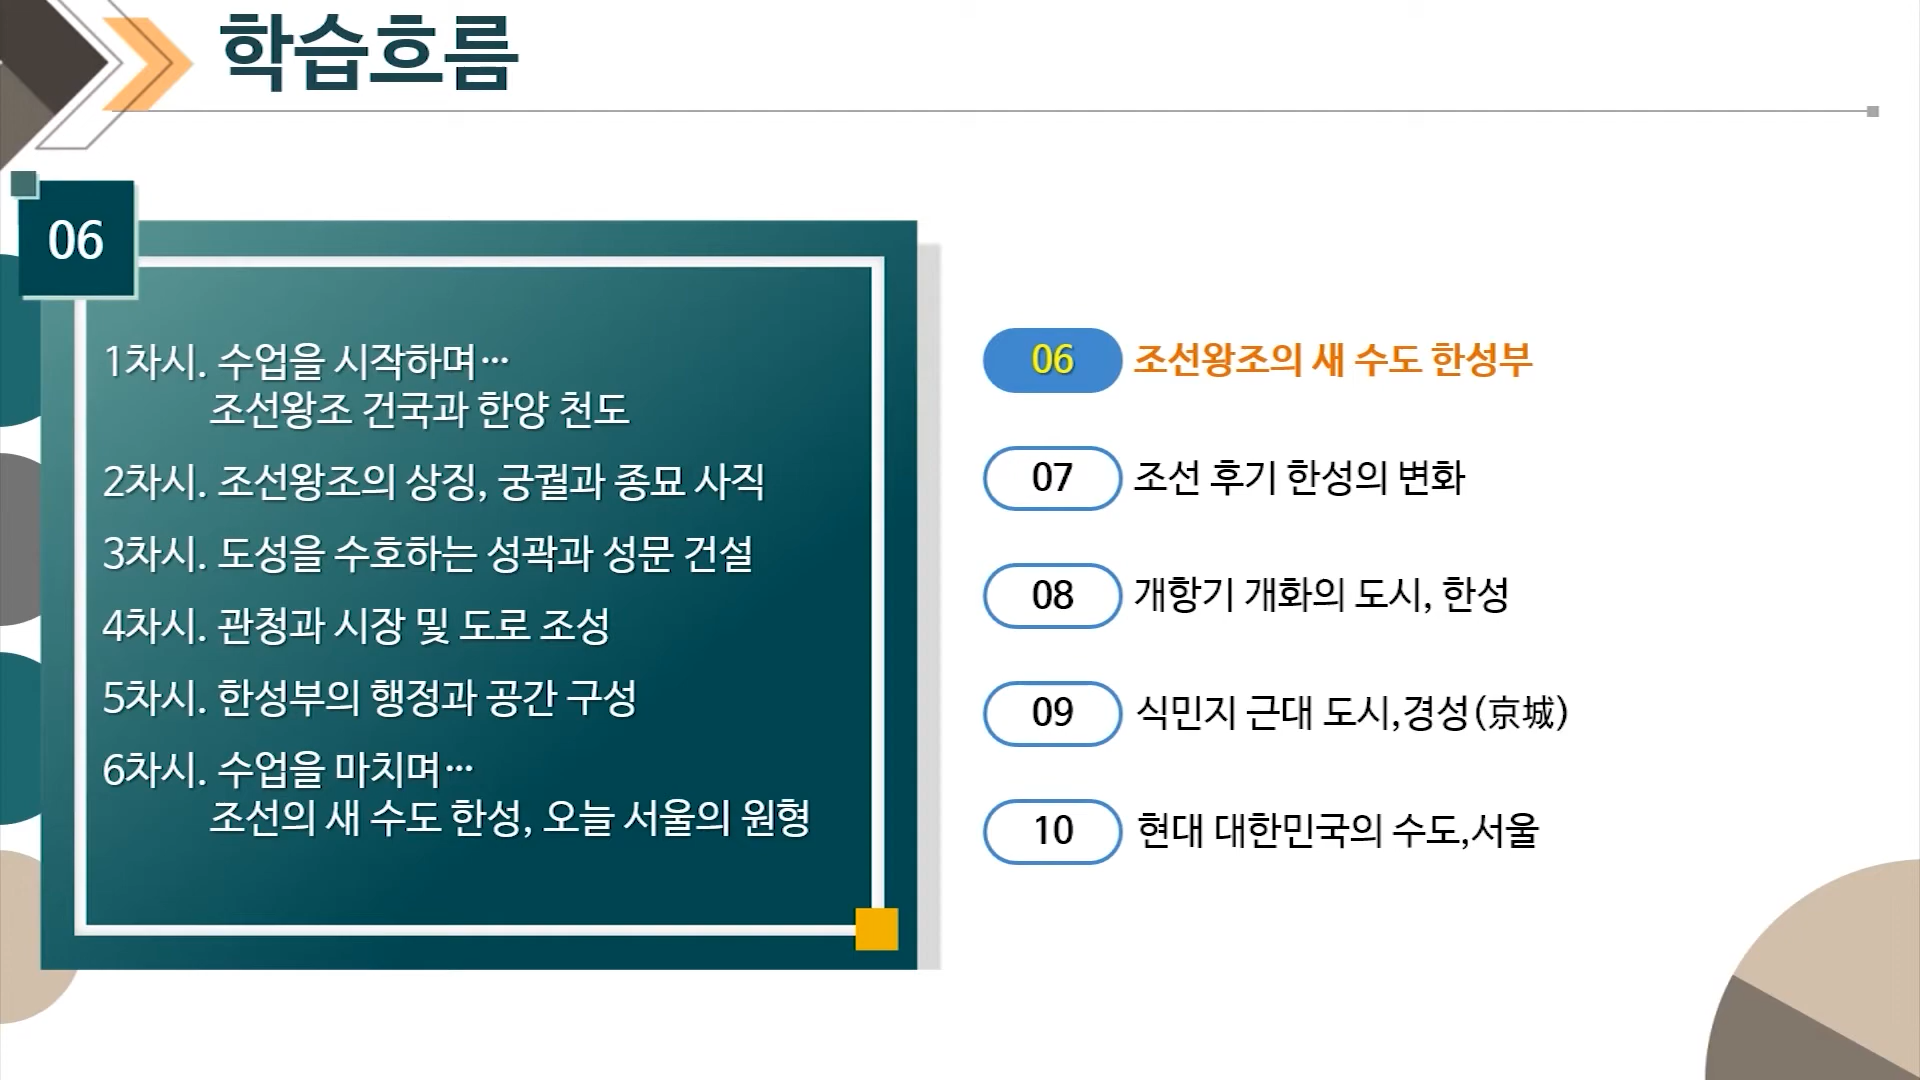 학습흐름
06
1차시. 수업을 시작하며…
조선왕조 건국과 한양 천도
2차시. 조선왕조의 상징, 궁궐과 종묘 사직
3차시. 도성을 수호하는 성곽과 성문 건설
4차시. 관청과 시장 및 도로 조성
5차시. 한성부의 행정과 공간 구성
6차시. 수업을 마치며…
조선의 새 수도 한성, 오늘 서울의 원형
06 조선왕조의 새 수도 한성부
07 조선 후기 한성의 변화
08 개항기 개화의 도시, 한성
09 식민지 근대 도시,경성(京城)
10 현대 대한민국의 수도,서울